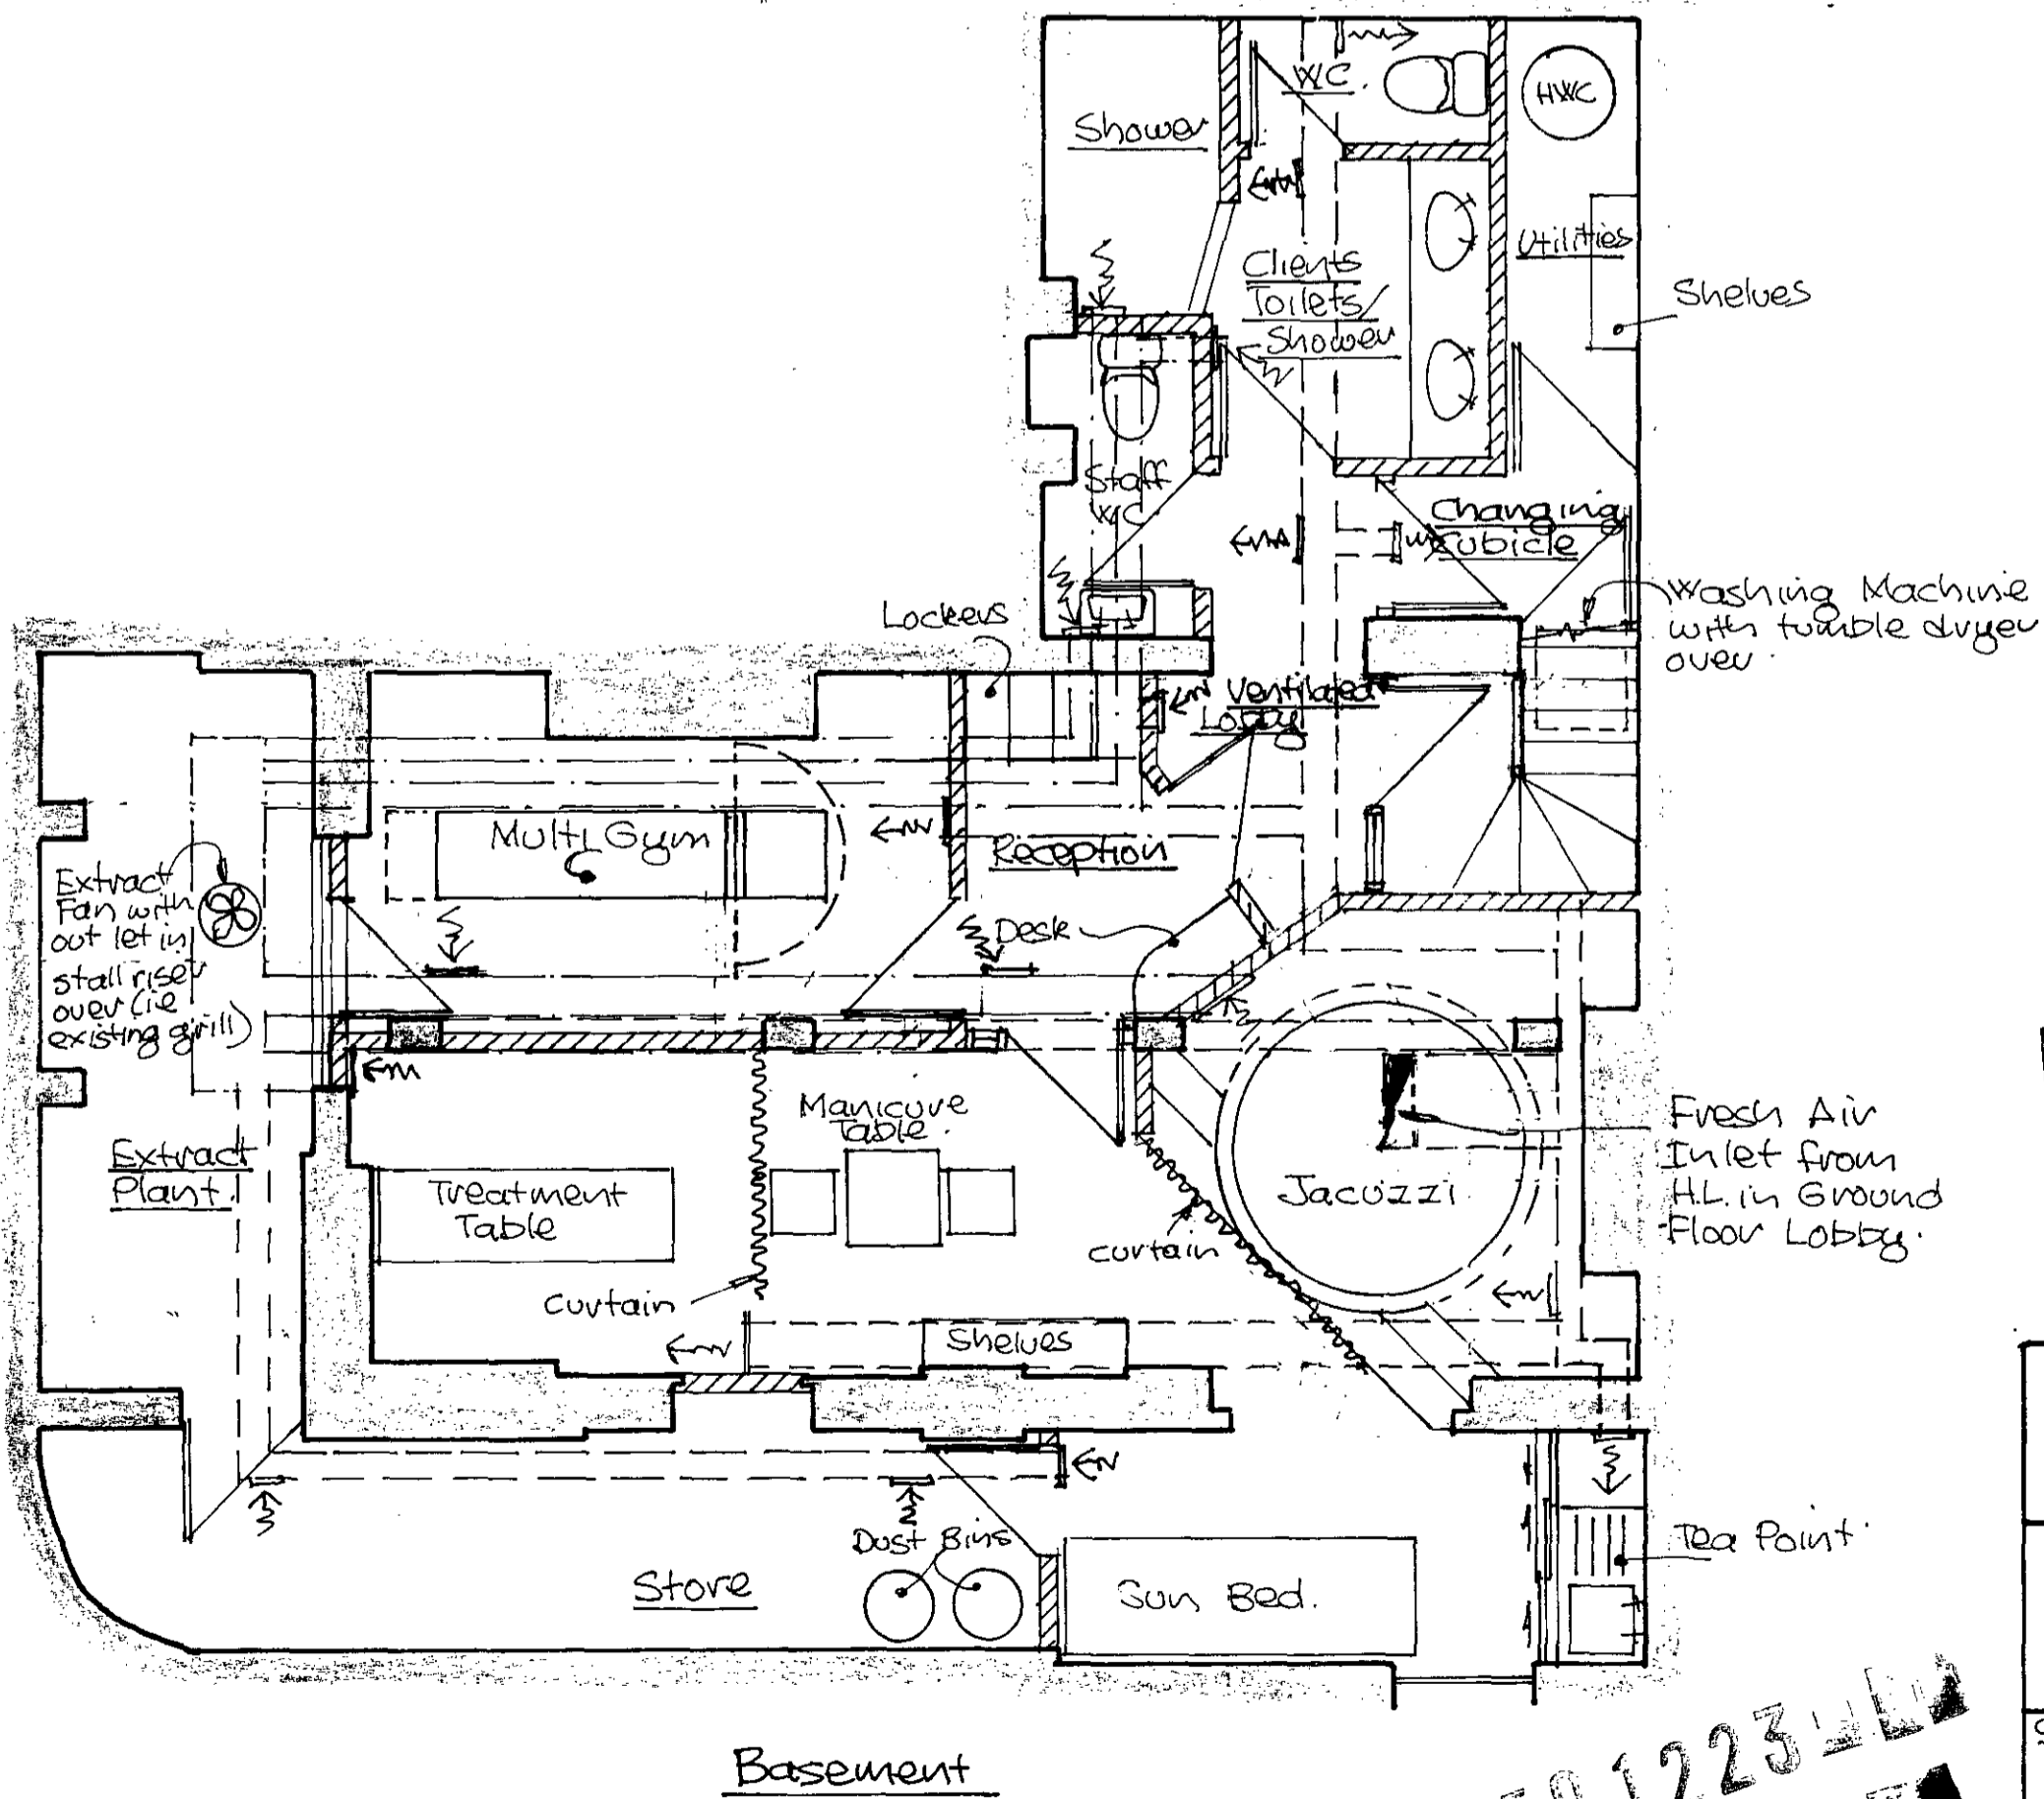 WC.
HWC
Shower
Utilities
Clients
Toilets/
Shower
Shelves
Staff
WC
Changing
Cubicle
Washing Machine
with tumble dryer
over.
Lockers
Ventilated
Lobby
Multi Gym
Reception
Extract
Fan with
out let in
stall riser
over (ie
existing grill)
Desk
Manicure
Table.
Fresh Air
Inlet from
H.L. in Ground
Floor Lobby.
Extract
Plant.
Treatment
Table
Jacuzzi
curtain
curtain
Shelves
Dust Bins
Tea Point.
Store
Sun Bed.
Basement
1223